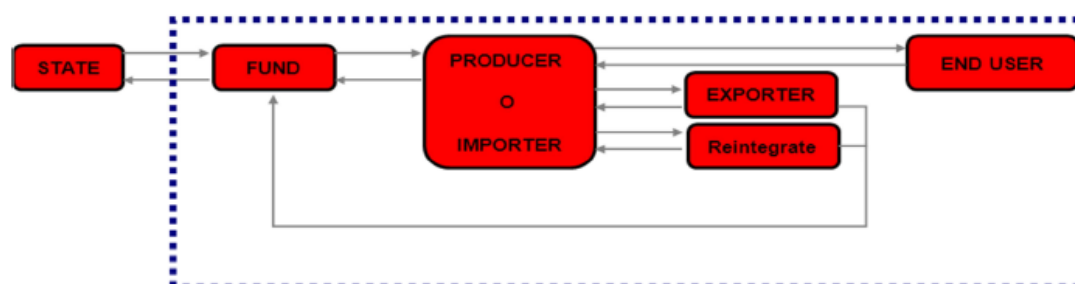 STATE
FUND
PRODUCER
O
IMPORTER
EXPORTER
Reintegrate
END USER